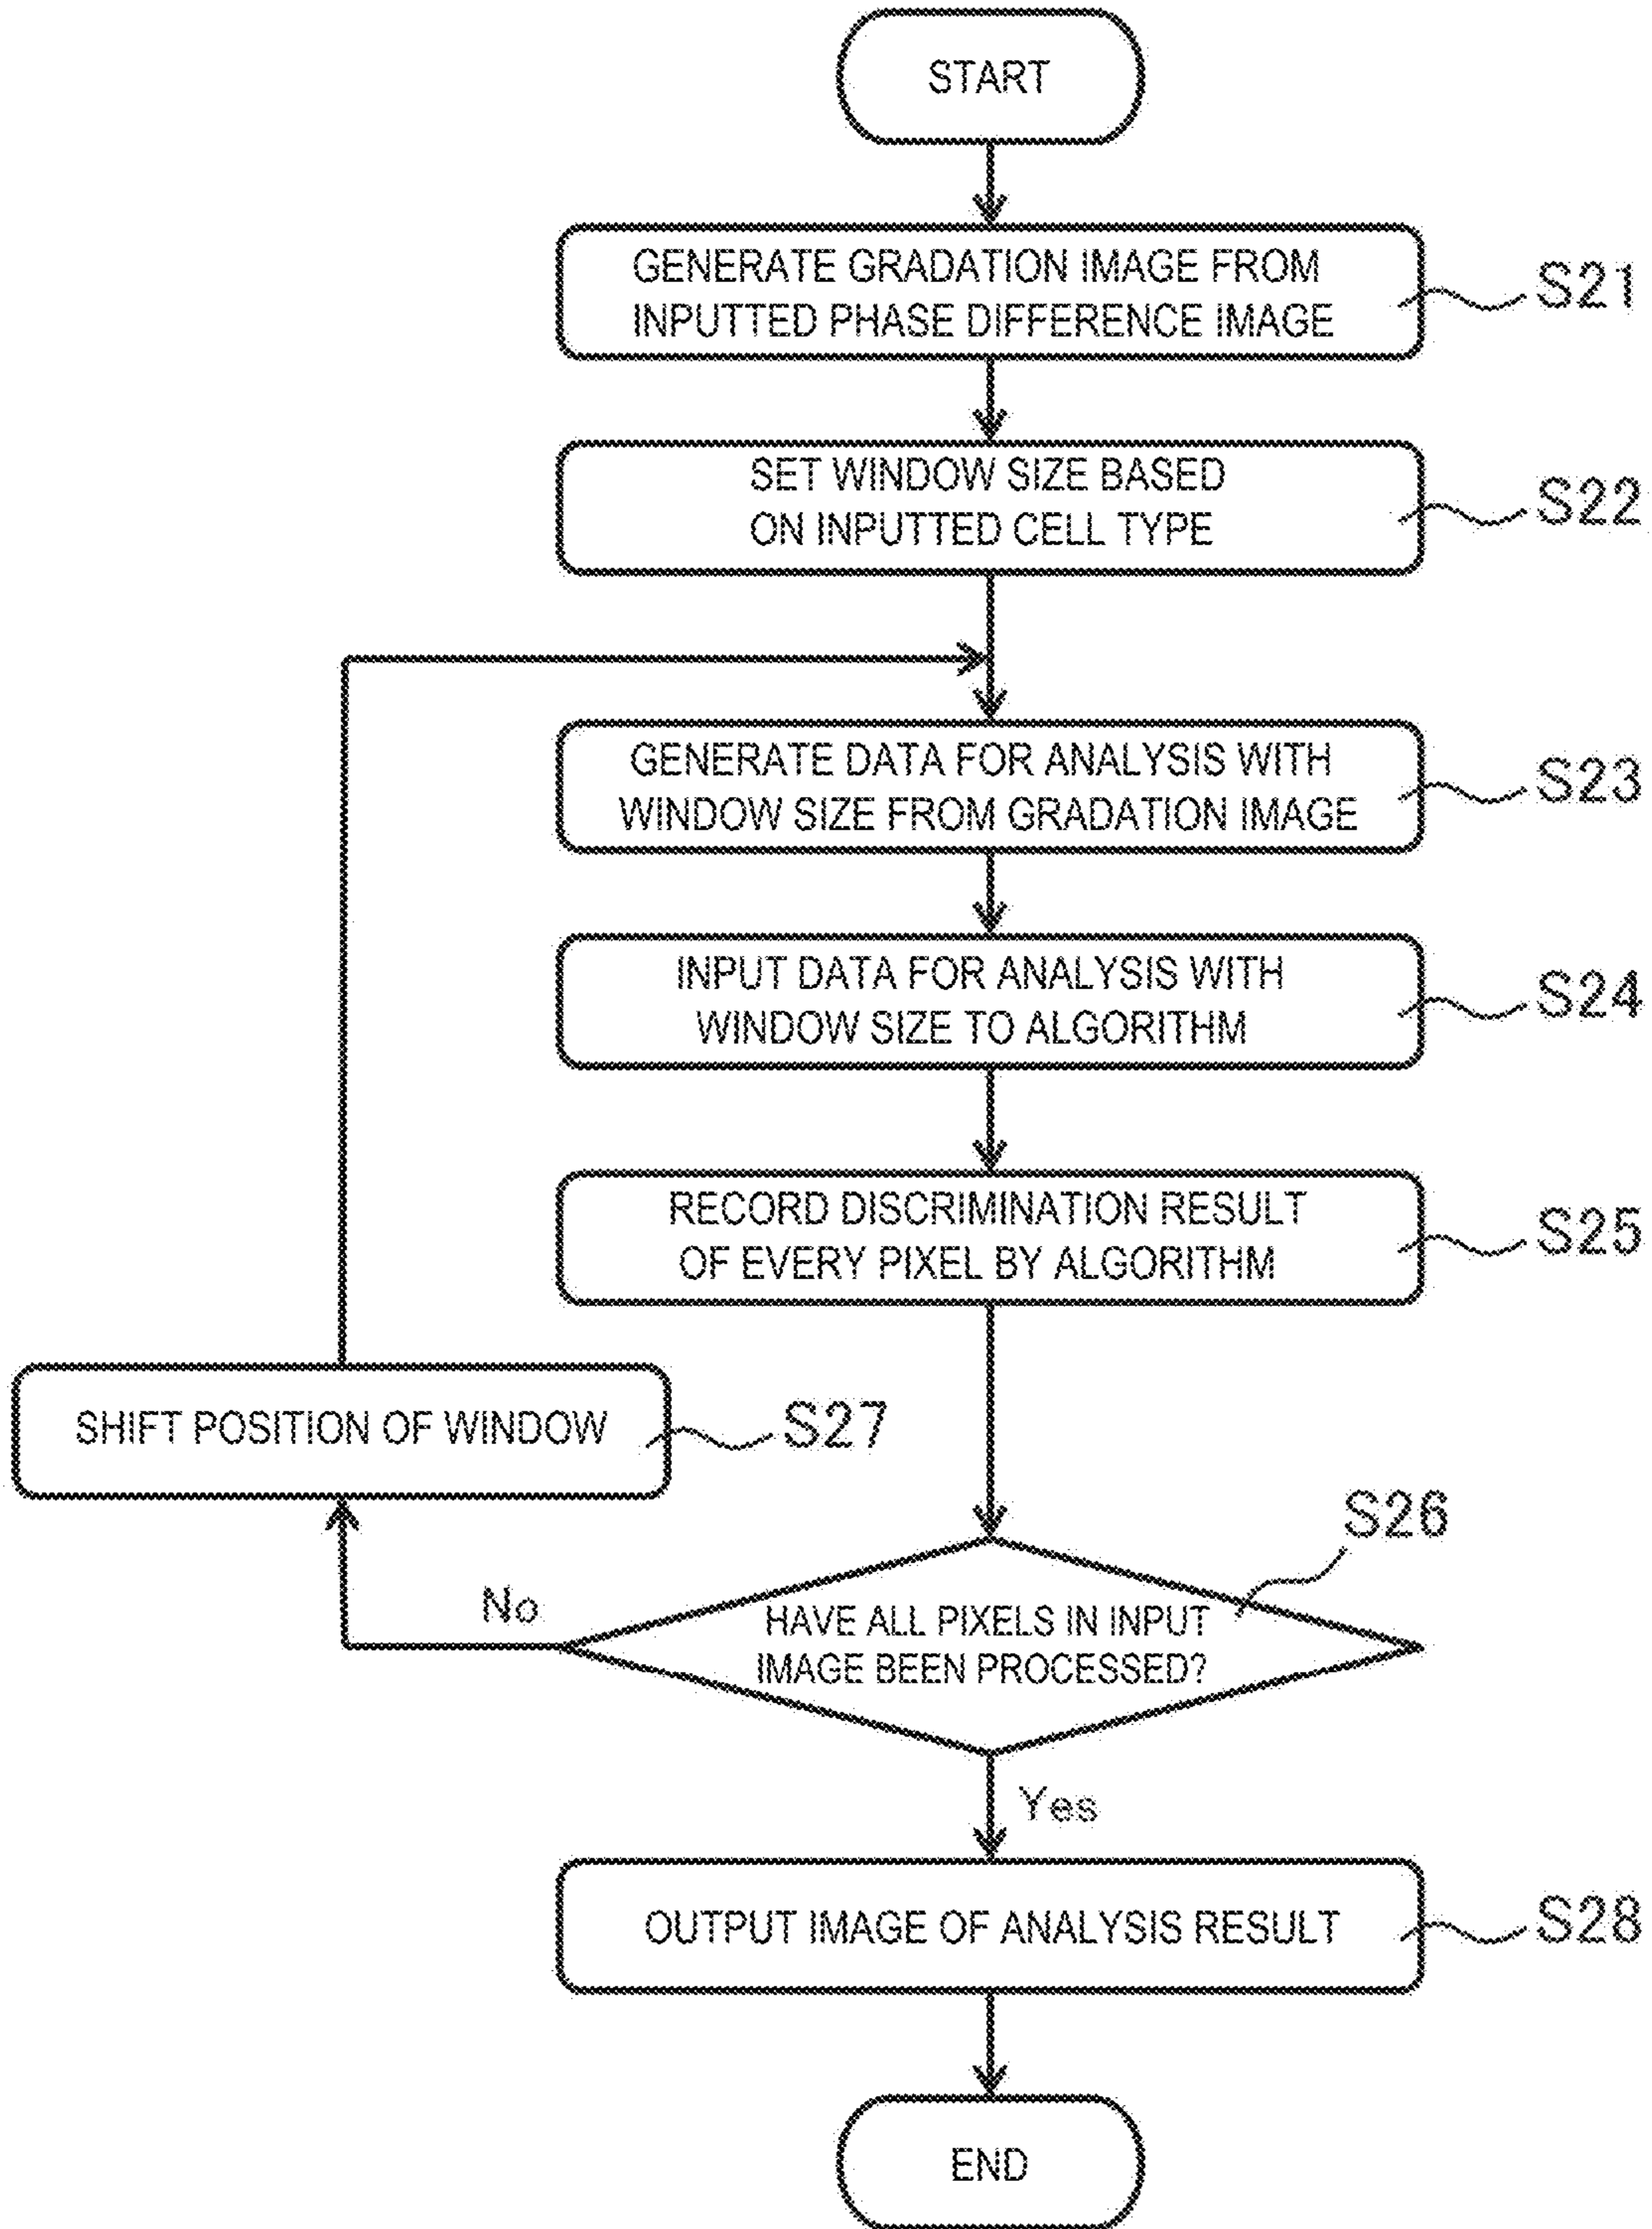 START
GENERATE GRADATION IMAGE FROM
INPUTTED PHASE DIFFERENCE IMAGE
S21
SET WINDOW SIZE BASED
ON INPUTTED CELL TYPE
S22
GENERATE DATA FOR ANALYSIS WITH
WINDOW SIZE FROM GRADATION IMAGE
S23
INPUT DATA FOR ANALYSIS WITH
WINDOW SIZE TO ALGORITHM
S24
RECORD DISCRIMINATION RESULT
OF EVERY PIXEL BY ALGORITHM
S25
SHIFT POSITION OF WINDOW
S27
S26
No
HAVE ALL PIXELS IN INPUT
IMAGE BEEN PROCESSED?
Yes
OUTPUT IMAGE OF ANALYSIS RESULT
S28
END